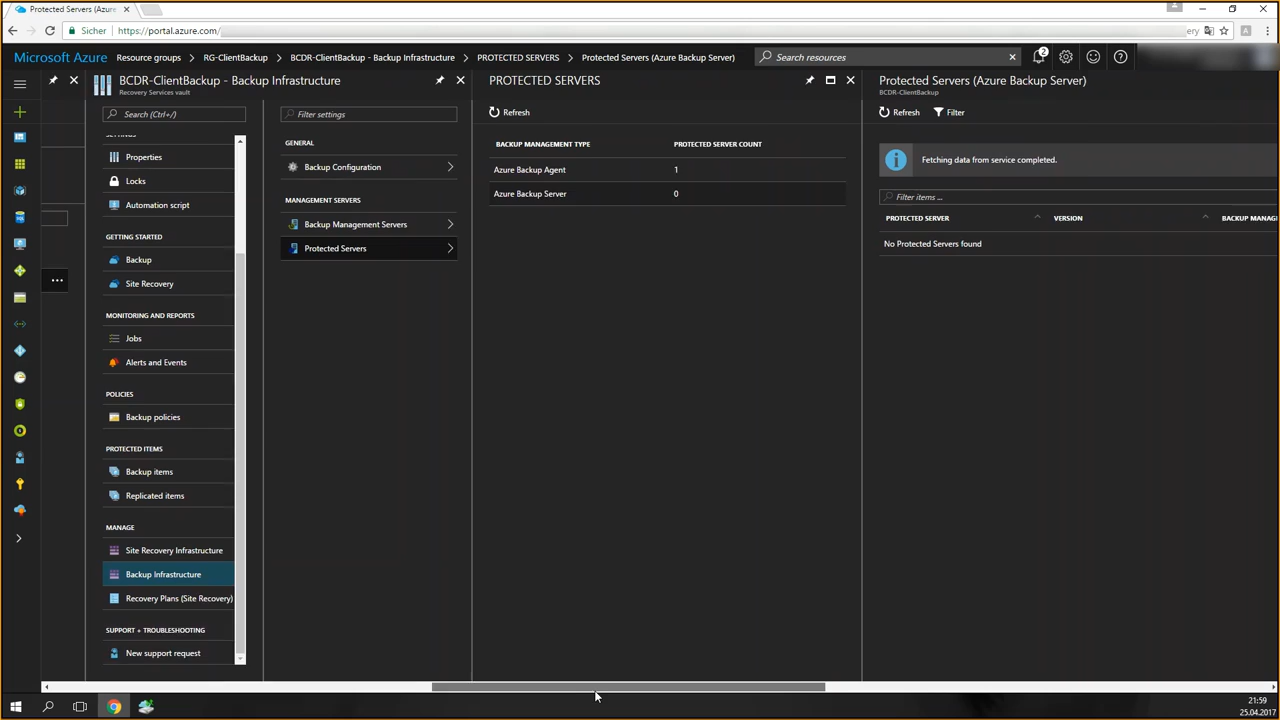 Protected Servers (Azur
Sicher
https://portal.azure.com/
ery
Microsoft Azure
Resource groups
RG-ClientBackup
BCDR-ClientBackup - Backup Infrastructure
PROTECTED SERVERS
Protected Servers (Azure Backup Server)
Search resources
2
BCDR-ClientBackup - Backup Infrastructure
Recovery Services vault
Search (Ctrl+/)
Properties
Locks
Automation script
GETTING STARTED
Backup
Site Recovery
MONITORING AND REPORTS
Jobs
Alerts and Events
POLICIES
Backup policies
PROTECTED ITEMS
Backup items
Replicated items
MANAGE
Site Recovery Infrastructure
Backup Infrastructure
Recovery Plans (Site Recovery)
SUPPORT + TROUBLESHOOTING
New support request
Filter settings
GENERAL
Backup Configuration
MANAGEMENT SERVERS
Backup Management Servers
Protected Servers
PROTECTED SERVERS
Refresh
BACKUP MANAGEMENT TYPE PROTECTED SERVER COUNT
Azure Backup Agent 1
Azure Backup Server 0
Protected Servers (Azure Backup Server)
BCDR-ClientBackup
Refresh Filter
Fetching data from service completed.
Filter items ...
PROTECTED SERVER VERSION BACKUP MANAGI
No Protected Servers found
21:59
25.04.2017